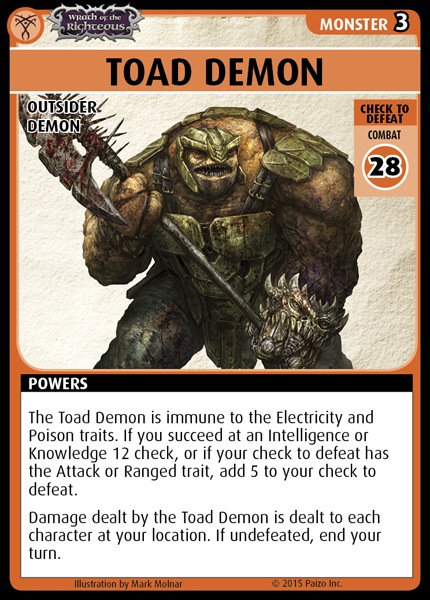 Wrath of the
Righteous
MONSTER 3
TOAD DEMON
OUTSIDER
DEMON
CHECK TO
DEFEAT
COMBAT
28
POWERS
The Toad Demon is immune to the Electricity and
Poison traits. If you succeed at an Intelligence or
Knowledge 12 check, or if your check to defeat has
the Attack or Ranged trait, add 5 to your check to
defeat.
Damage dealt by the Toad Demon is dealt to each
character at your location. If undefeated, end your
turn.
Illustration by Mark Molnar
© 2015 Paizo Inc.